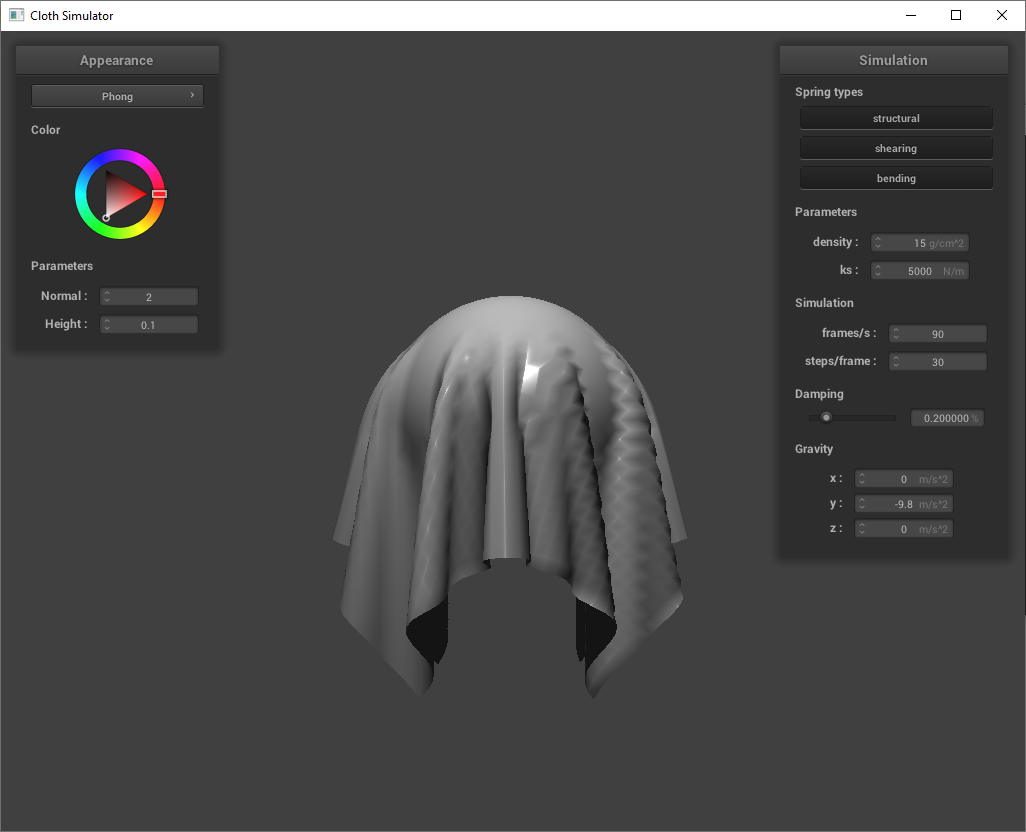 Cloth Simulator
Appearance
Phong
Color
Parameters
Normal : 2
Height : 0.1
Simulation
Spring types
structural
shearing
bending
Parameters
density : 15 g/cm^2
ks : 5000 N/m
Simulation
frames/s : 90
steps/frame : 30
Damping
0.200000 %
Gravity
x : 0 m/s^2
y : -9.8 m/s^2
z : 0 m/s^2